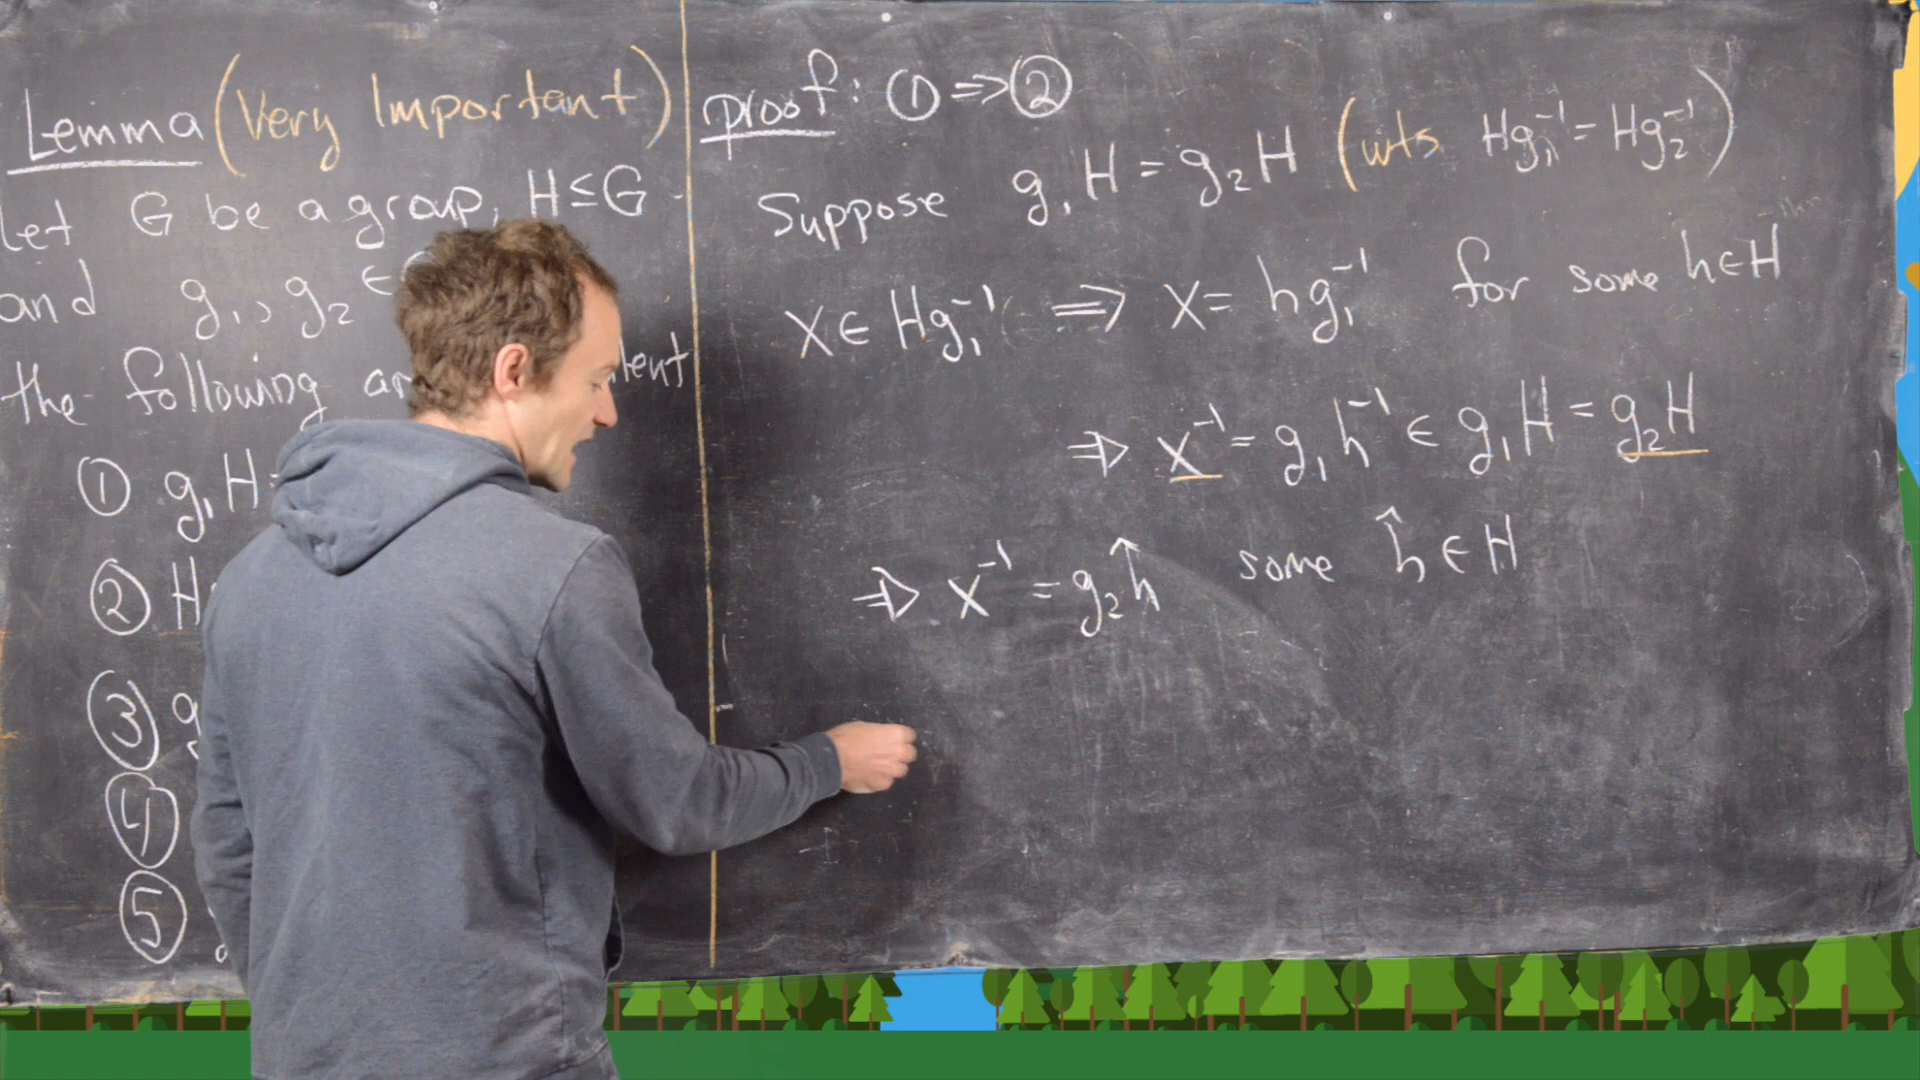 Lemma (Very Important)
Let G be a group, H ≤ G
and g₁, g₂ ∈
the following
① g₁H
② H
③ g
④
⑤
proof: ① ⇒ ②
Suppose g₁H = g₂H (wts Hg₁⁻¹ = Hg₂⁻¹)
X ∈ Hg₁⁻¹ ⇒ X = hg₁⁻¹ for some h ∈ H
⇒ x⁻¹ = g₁h⁻¹ ∈ g₁H = g₂H
⇒ x⁻¹ = g₂ĥ some ĥ ∈ H